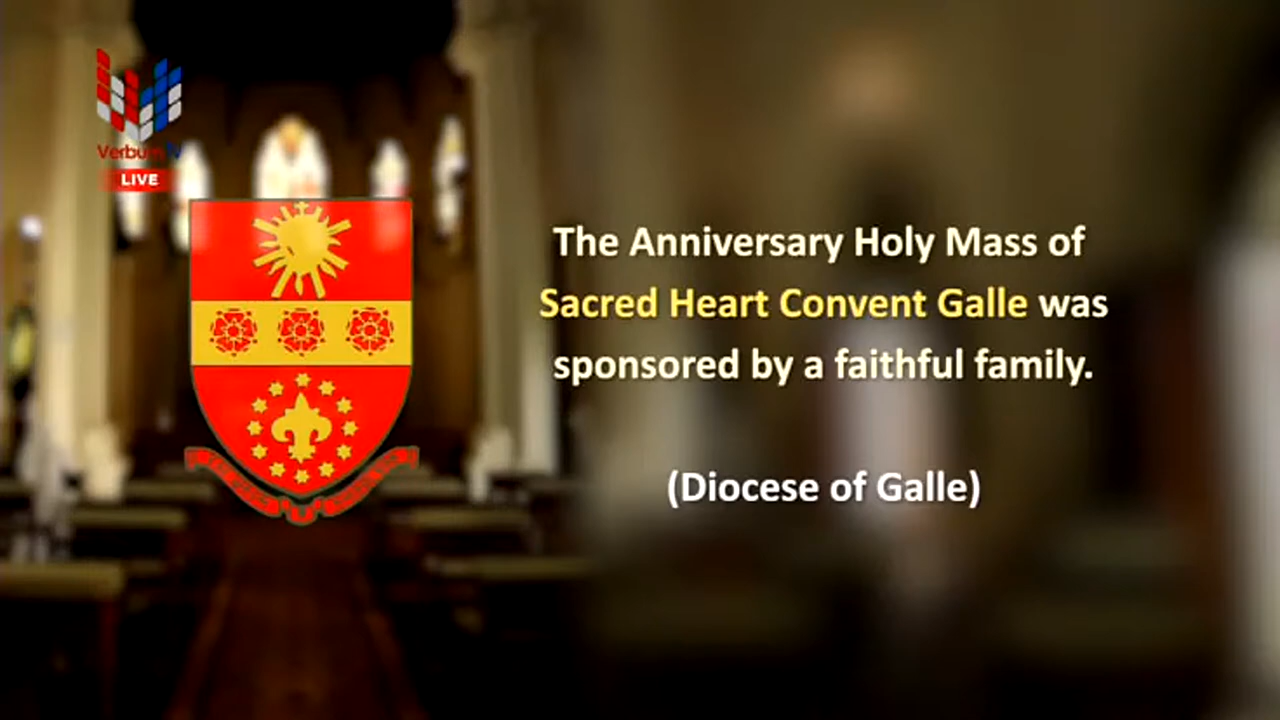 Verbum TV
LIVE
The Anniversary Holy Mass of
Sacred Heart Convent Galle was
sponsored by a faithful family.
(Diocese of Galle)